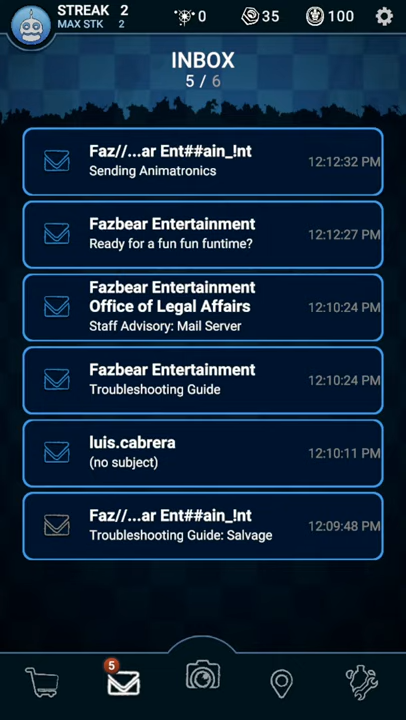 STREAK 2
MAX STK 2
0
35
100
INBOX
5 / 6
Faz//...ar Ent##ain_!nt
Sending Animatronics
12:12:32 PM
Fazbear Entertainment
Ready for a fun fun funtime?
12:12:27 PM
Fazbear Entertainment
Office of Legal Affairs
Staff Advisory: Mail Server
12:10:24 PM
Fazbear Entertainment
Troubleshooting Guide
12:10:24 PM
luis.cabrera
(no subject)
12:10:11 PM
Faz//...ar Ent##ain_!nt
Troubleshooting Guide: Salvage
12:09:48 PM
5